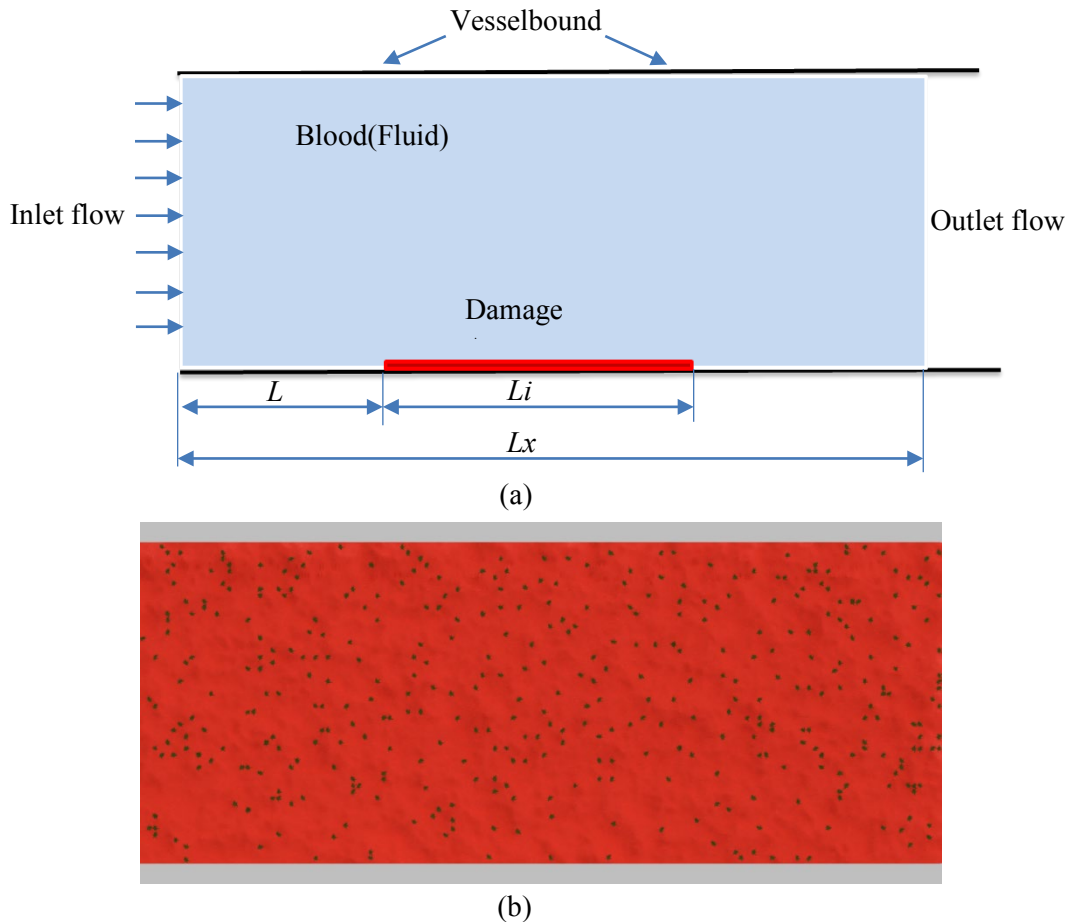 Vesselbound
Blood(Fluid)
Inlet flow
Outlet flow
Damage
L
Li
Lx
(a)
(b)